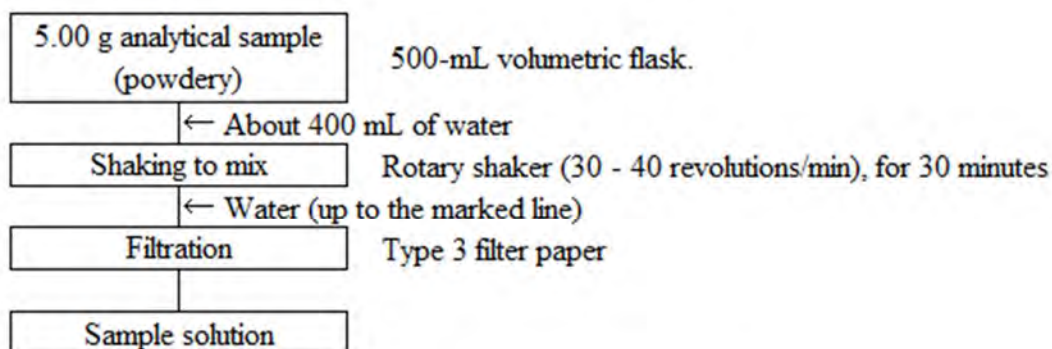 5.00 g analytical sample
(powdery)
500-mL volumetric flask.
← About 400 mL of water
Shaking to mix
Rotary shaker (30 - 40 revolutions/min), for 30 minutes
← Water (up to the marked line)
Filtration
Type 3 filter paper
Sample solution